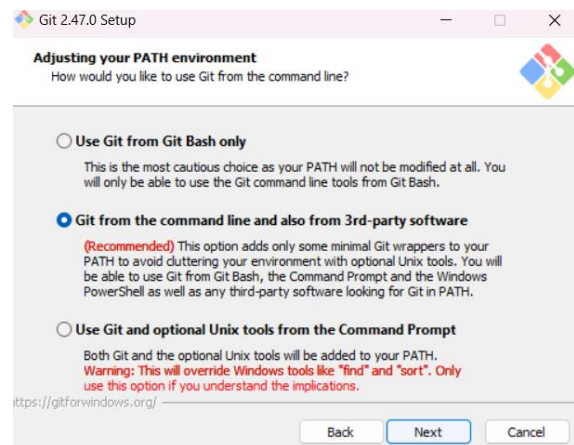 Git 2.47.0 Setup
Adjusting your PATH environment
How would you like to use Git from the command line?
Use Git from Git Bash only
This is the most cautious choice as your PATH will not be modified at all. You
will only be able to use the Git command line tools from Git Bash.
Git from the command line and also from 3rd-party software
(Recommended) This option adds only some minimal Git wrappers to your
PATH to avoid cluttering your environment with optional Unix tools. You will
be able to use Git from Git Bash, the Command Prompt and the Windows
PowerShell as well as any third-party software looking for Git in PATH.
Use Git and optional Unix tools from the Command Prompt
Both Git and the optional Unix tools will be added to your PATH.
Warning: This will override Windows tools like "find" and "sort". Only
use this option if you understand the implications.
ttps://gitforwindows.org/
Back Next Cancel